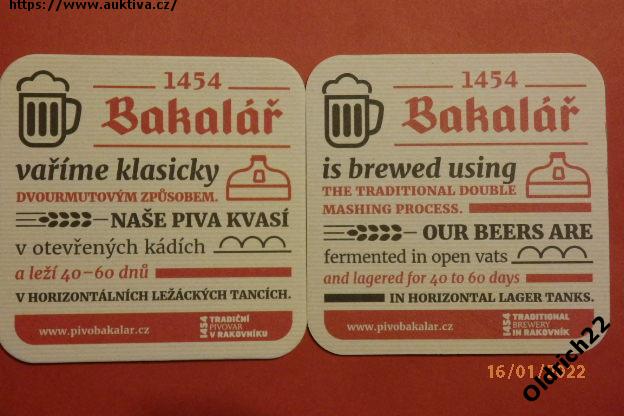 https://www.auktiva.cz/
1454
Bakalář
vaříme klasicky
DVOURMUTOVÝM ZPŮSOBEM.
NAŠE PIVA KVASÍ
v otevřených kádích
a leží 40–60 dnů
V HORIZONTÁLNÍCH LEŽÁCKÝCH TANCÍCH.
www.pivobakalar.cz
1454 TRADIČNÍ
PIVOVAR
V RAKOVNÍKU
1454
Bakalář
is brewed using
THE TRADITIONAL DOUBLE
MASHING PROCESS.
OUR BEERS ARE
fermented in open vats
and lagered for 40 to 60 days
IN HORIZONTAL LAGER TANKS.
www.pivobakalar.cz
1454 TRADITIONAL
BREWERY
IN RAKOVNÍK
16/01/2022
Oldrich22